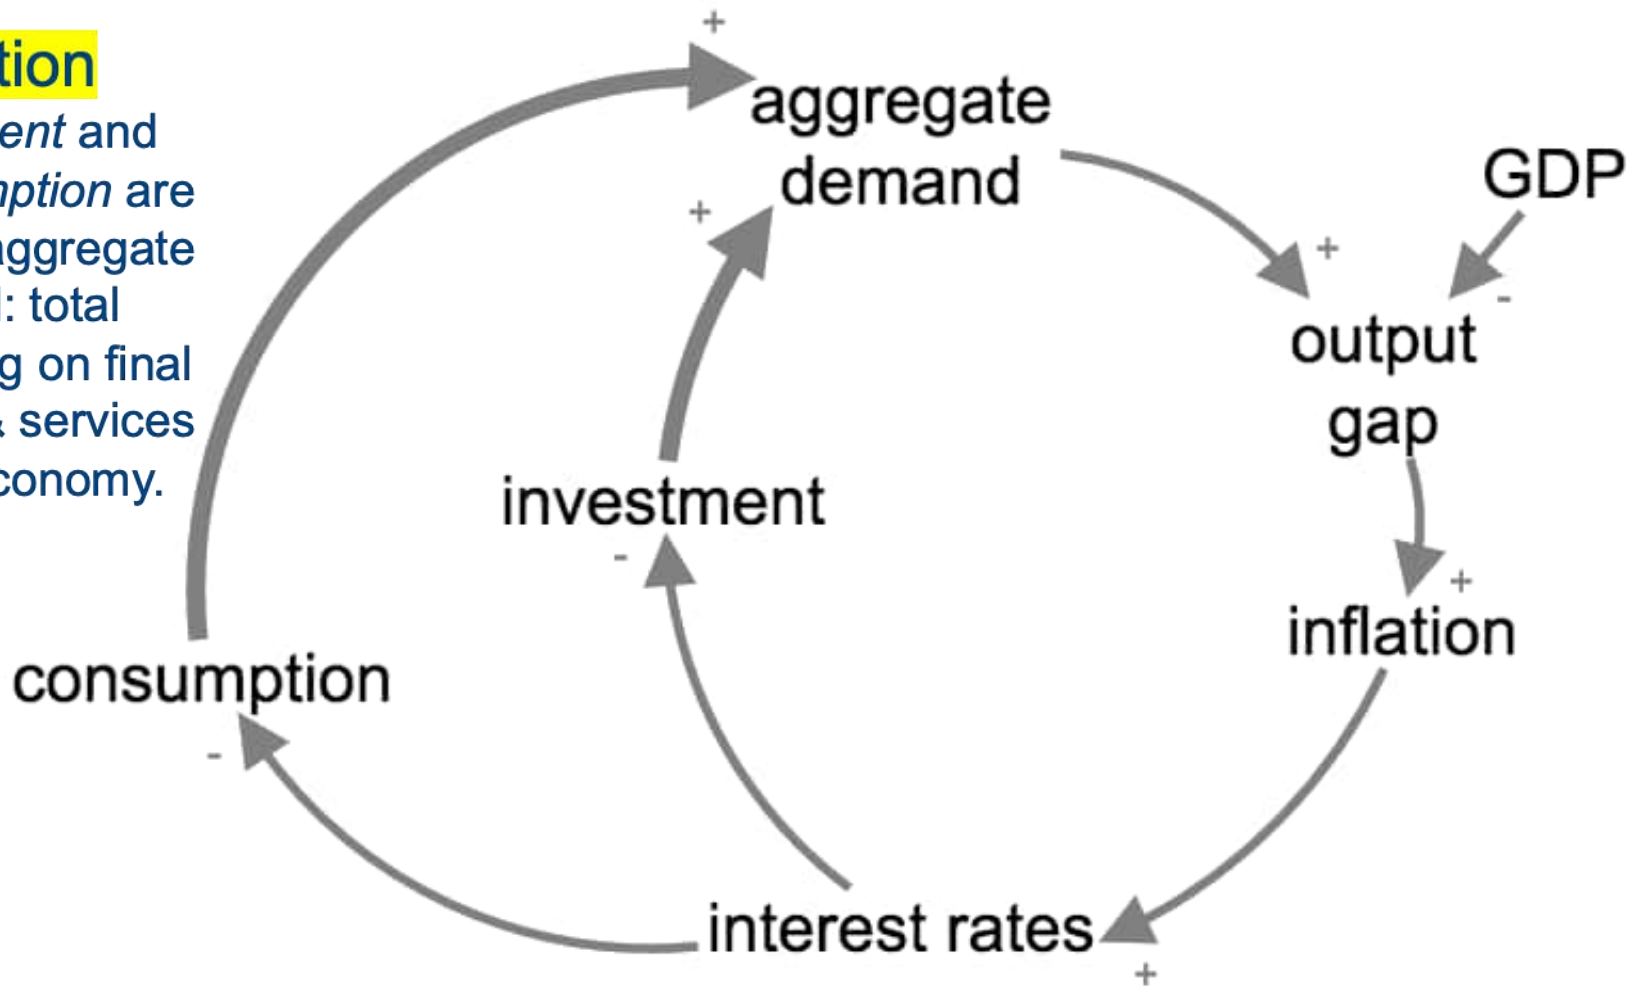 tion
ent and
nption are
aggregate
: total
g on final
& services
conomy.
+
aggregate
demand
+
GDP
+
-
output
gap
investment
-
+
inflation
consumption
-
interest rates
+